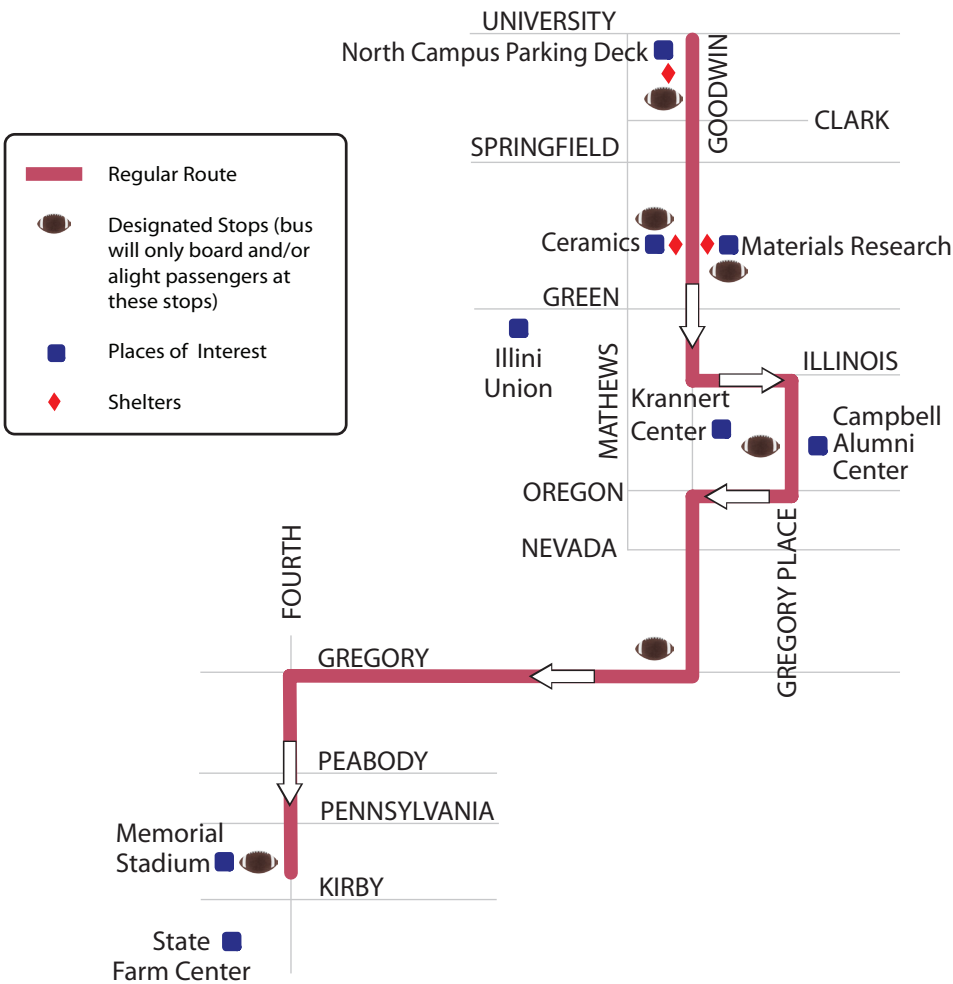 UNIVERSITY
North Campus Parking Deck
GOODWIN
CLARK
SPRINGFIELD
Regular Route
Designated Stops (bus
will only board and/or
alight passengers at
these stops)
Places of Interest
Shelters
Ceramics
Materials Research
GREEN
Illini
Union
MATHEWS
ILLINOIS
Krannert
Center
Campbell
Alumni
Center
OREGON
NEVADA
GREGORY PLACE
FOURTH
GREGORY
PEABODY
PENNSYLVANIA
Memorial
Stadium
KIRBY
State
Farm Center